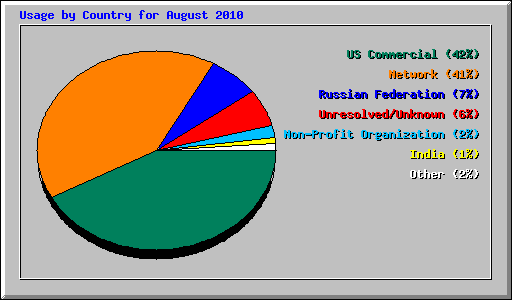 Usage by Country for August 2010
US Commercial (42%)
Network (41%)
Russian Federation (7%)
Unresolved/Unknown (6%)
Non-Profit Organization (2%)
India (1%)
Other (2%)